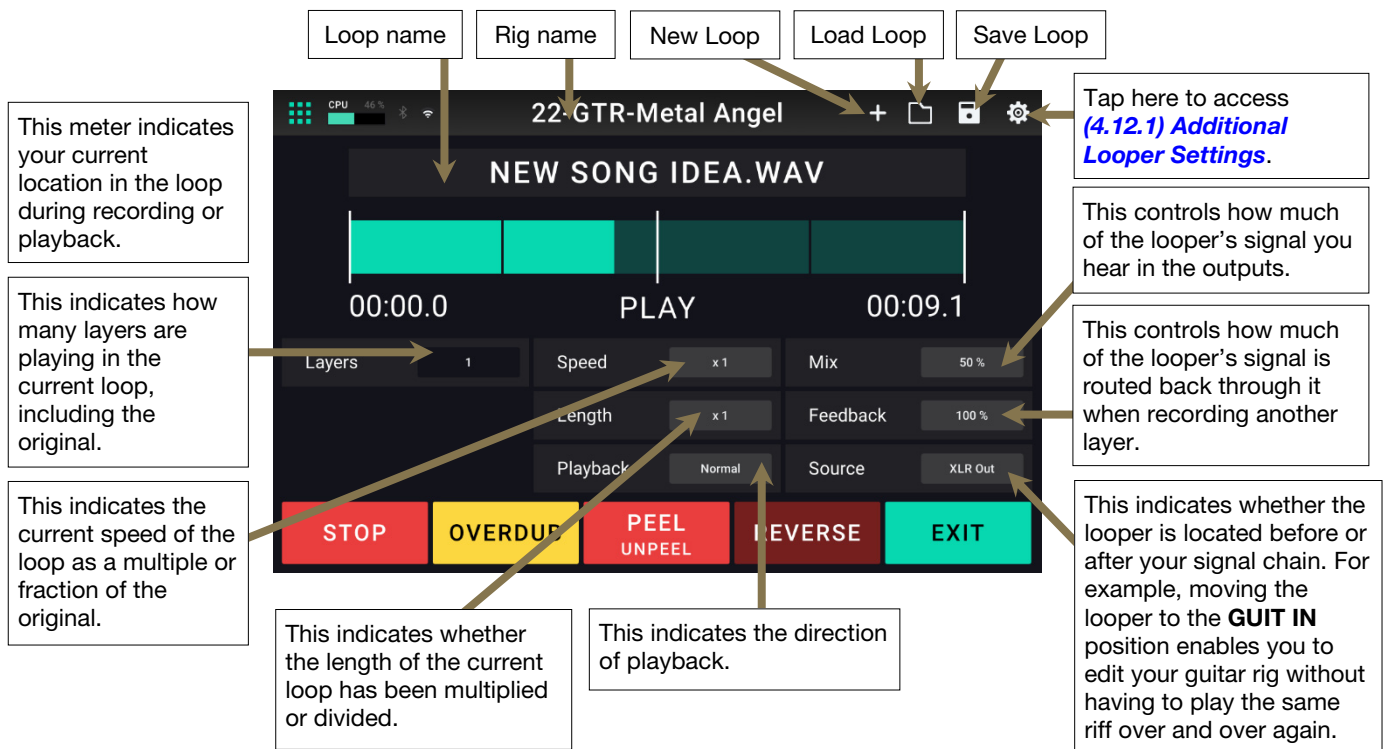 Loop name
Rig name
New Loop
Load Loop
Save Loop
This meter indicates
your current
location in the loop
during recording or
playback.
This indicates how
many layers are
playing in the
current loop,
including the
original.
This indicates the
current speed of the
loop as a multiple or
fraction of the
original.
CPU 46 %
22-GTR-Metal Angel
NEW SONG IDEA.WAV
00:00.0
PLAY
00:09.1
Layers
1
Speed
x 1
Mix
50 %
Length
x 1
Feedback
100 %
Playback
Normal
Source
XLR Out
STOP
OVERDUB
PEEL
UNPEEL
REVERSE
EXIT
Tap here to access
(4.12.1) Additional
Looper Settings.
This controls how much
of the looper’s signal you
hear in the outputs.
This controls how much
of the looper’s signal is
routed back through it
when recording another
layer.
This indicates whether the
looper is located before or
after your signal chain. For
example, moving the
looper to the GUIT IN
position enables you to
edit your guitar rig without
having to play the same
riff over and over again.
This indicates whether
the length of the current
loop has been multiplied
or divided.
This indicates the direction
of playback.